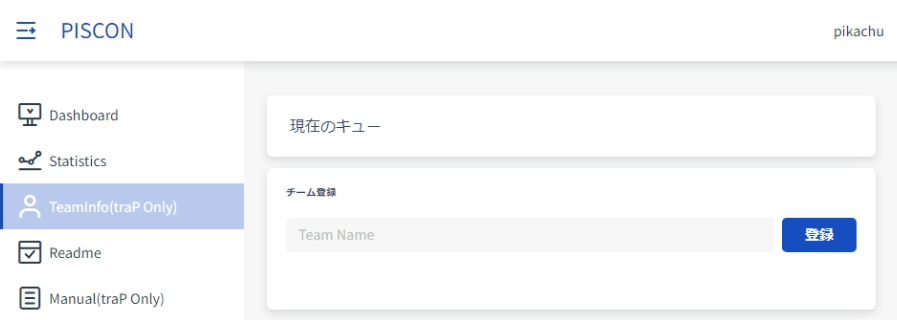 PISCON
pikachu
Dashboard
Statistics
TeamInfo(traP Only)
Readme
Manual(traP Only)
現在のキュー
チーム登録
Team Name
登録